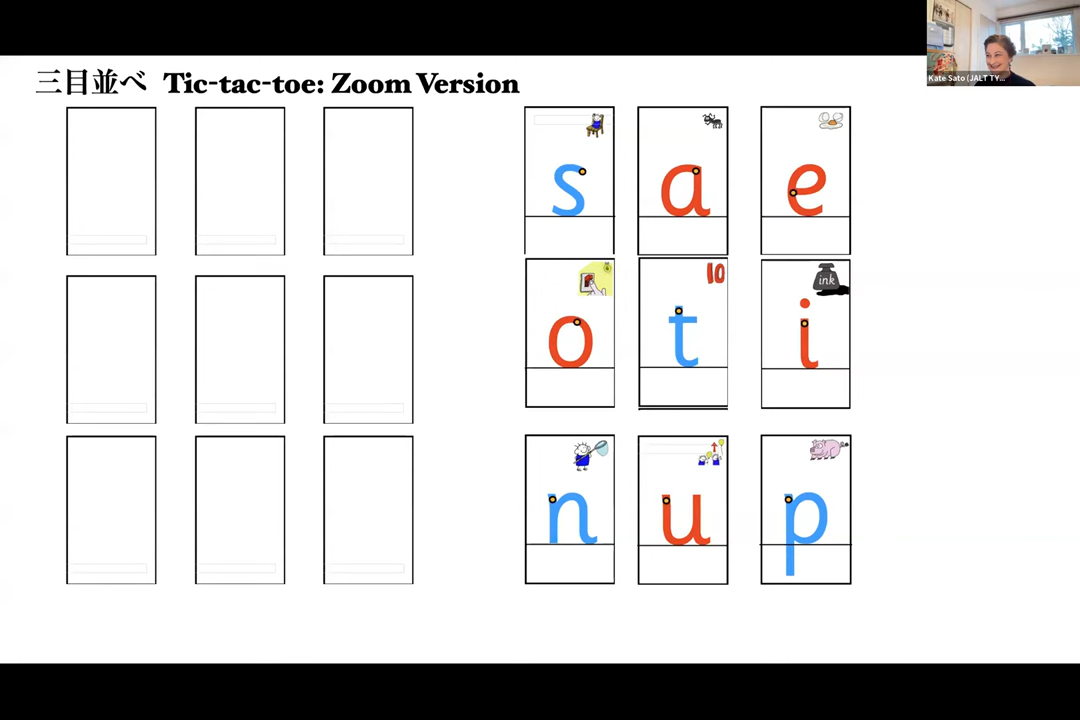 Kate Sato (JALT TY...
三目並べ Tic-tac-toe: Zoom Version
s
a
e
10
ink
o
t
i
n
u
p